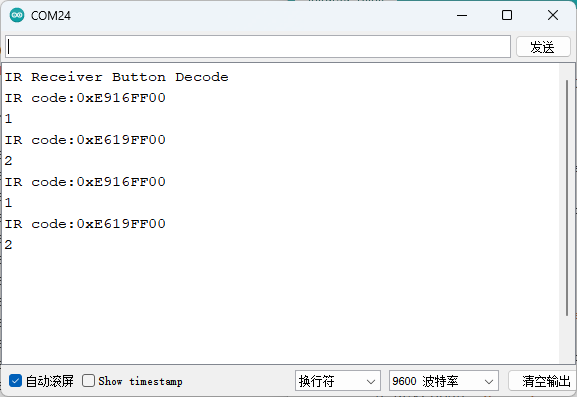 COM24
发送
IR Receiver Button Decode
IR code:0xE916FF00
1
IR code:0xE619FF00
2
IR code:0xE916FF00
1
IR code:0xE619FF00
2
自动滚屏 Show timestamp 换行符 9600 波特率 清空输出